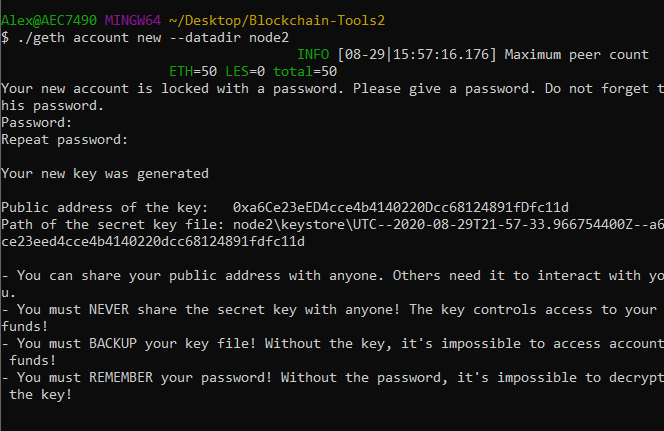 Alex@AEC7490 MINGW64 ~/Desktop/Blockchain-Tools2
$ ./geth account new --datadir node2
INFO [08-29|15:57:16.176] Maximum peer count
ETH=50 LES=0 total=50
Your new account is locked with a password. Please give a password. Do not forget t
his password.
Password:
Repeat password:
Your new key was generated
Public address of the key:   0xa6Ce23eED4cce4b4140220Dcc68124891fDfc11d
Path of the secret key file: node2\keystore\UTC--2020-08-29T21-57-33.966754400Z--a6
ce23eed4cce4b4140220dcc68124891fdfc11d
- You can share your public address with anyone. Others need it to interact with yo
u.
- You must NEVER share the secret key with anyone! The key controls access to your
funds!
- You must BACKUP your key file! Without the key, it's impossible to access account
funds!
- You must REMEMBER your password! Without the password, it's impossible to decrypt
the key!